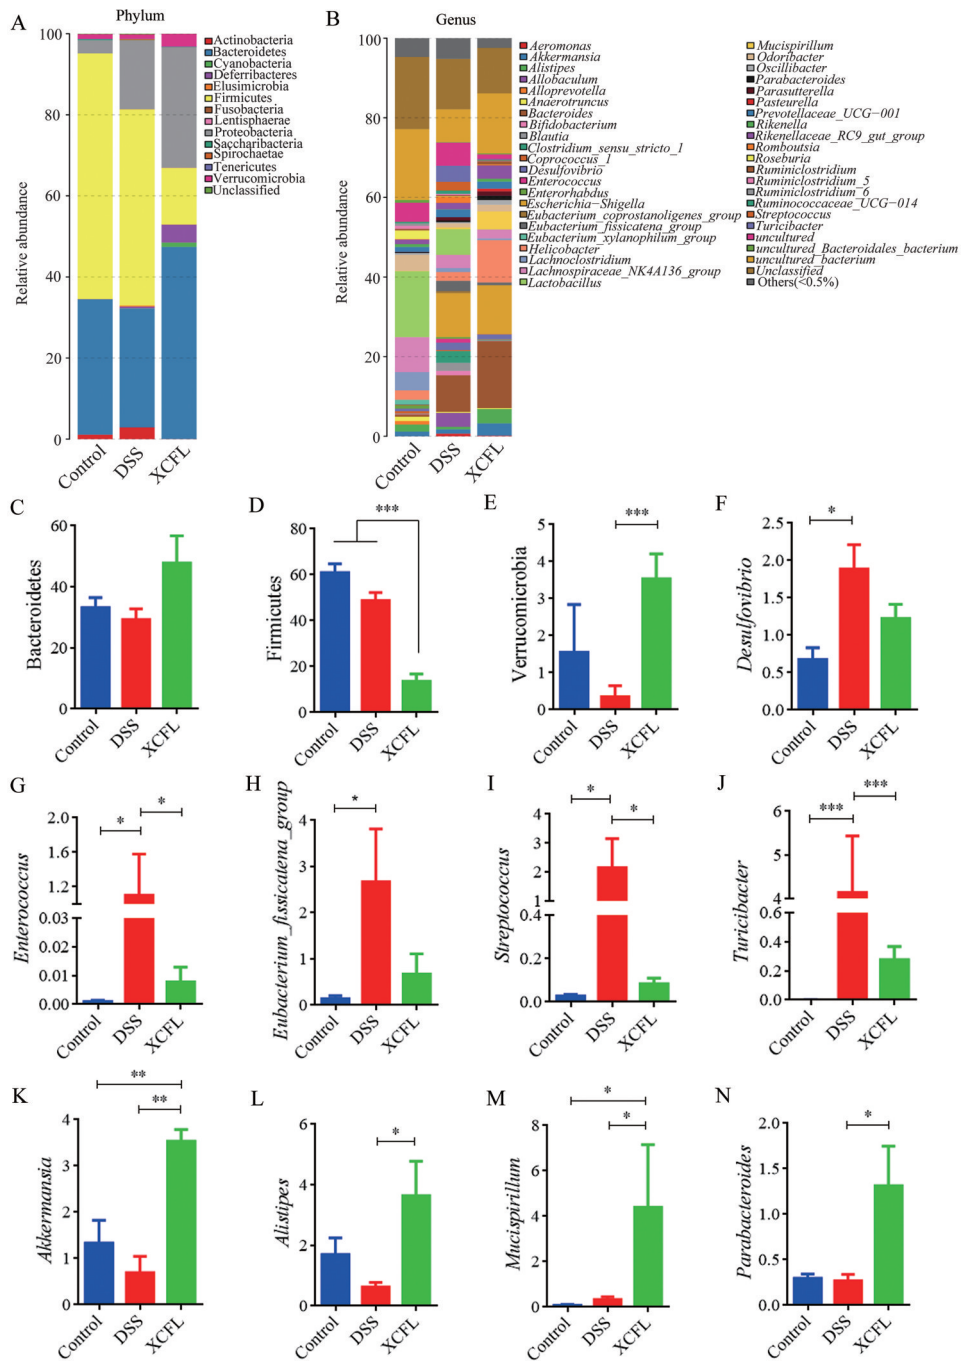 A
Phylum
Relative abundance
100
80
60
40
20
0
Control
DSS
XCFL
Actinobacteria
Bacteroidetes
Cyanobacteria
Deferribacteres
Elusimicrobia
Firmicutes
Fusobacteria
Lentisphaerae
Proteobacteria
Saccharibacteria
Spirochaetae
Tenericutes
Verrucomicrobia
Unclassified
B
Genus
Relative abundance
100
80
60
40
20
0
Control
DSS
XCFL
Aeromonas
Akkermansia
Alistipes
Allobaculum
Alloprevotella
Anaerotruncus
Bacteroides
Bifidobacterium
Blautia
Clostridium_sensu_stricto_1
Coprococcus_1
Desulfovibrio
Enterococcus
Enterorhabdus
Escherichia-Shigella
Eubacterium_coprostanoligenes_group
Eubacterium_fissicatena_group
Eubacterium_xylanophilum_group
Helicobacter
Lachnoclostridium
Lachnospiraceae_NK4A136_group
Lactobacillus
Mucispirillum
Odoribacter
Oscillibacter
Parabacteroides
Parasutterella
Pasteurella
Prevotellaceae_UCG-001
Rikenella
Rikenellaceae_RC9_gut_group
Romboutsia
Roseburia
Ruminiclostridium
Ruminiclostridium_5
Ruminiclostridium_6
Ruminococcaceae_UCG-014
Streptococcus
Turicibacter
uncultured
uncultured_Bacteroidales_bacterium
uncultured_bacterium
Unclassified
Others(<0.5%)
C
Bacteroidetes
60
40
20
0
Control
DSS
XCFL
D
***
Firmicutes
80
60
40
20
0
Control
DSS
XCFL
E
***
Verrucomicrobia
5
4
3
2
1
0
Control
DSS
XCFL
F
*
Desulfovibrio
2.5
2.0
1.5
1.0
0.5
0.0
Control
DSS
XCFL
G
*
*
Enterococcus
2.0
1.6
1.2
0.03
0.02
0.01
0.00
Control
DSS
XCFL
H
*
Eubacterium_fissicatena_group
4
3
2
1
0
Control
DSS
XCFL
I
*
*
Streptococcus
4
3
2
1
0.4
0.2
0.0
Control
DSS
XCFL
J
***
***
Turicibacter
6
5
4
0.6
0.4
0.2
0.0
Control
DSS
XCFL
K
**
**
Akkermansia
4
3
2
1
0
Control
DSS
XCFL
L
*
Alistipes
6
4
2
0
Control
DSS
XCFL
M
*
*
Mucispirillum
8
6
4
2
0
Control
DSS
XCFL
N
*
Parabacteroides
2.0
1.5
1.0
0.5
0.0
Control
DSS
XCFL